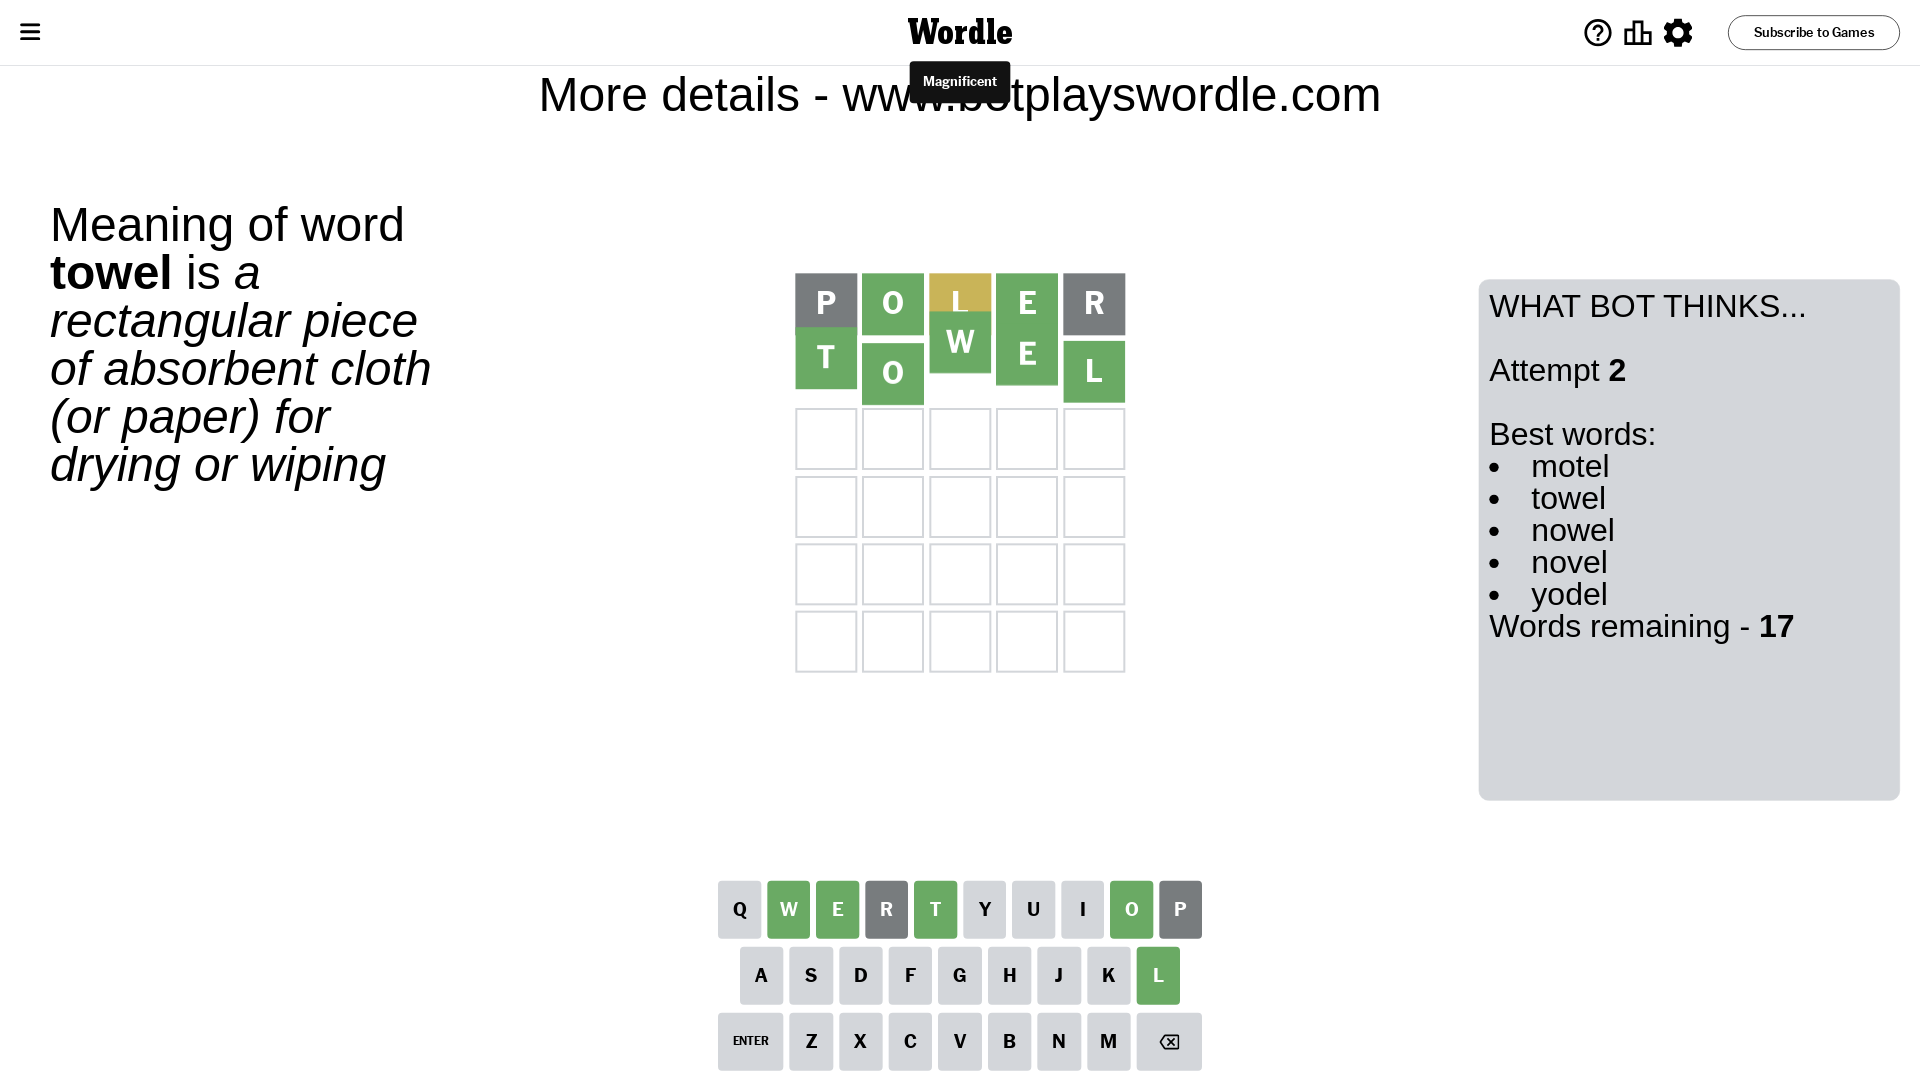 Wordle
Subscribe to Games
Magnificent
More details - www.botplayswordle.com
Meaning of word
towel is a
rectangular piece
of absorbent cloth
(or paper) for
drying or wiping
P O L E R
T O W E L
WHAT BOT THINKS...
Attempt 2
Best words:
• motel
• towel
• nowel
• novel
• yodel
Words remaining - 17
Q W E R T Y U I O P
A S D F G H J K L
ENTER Z X C V B N M